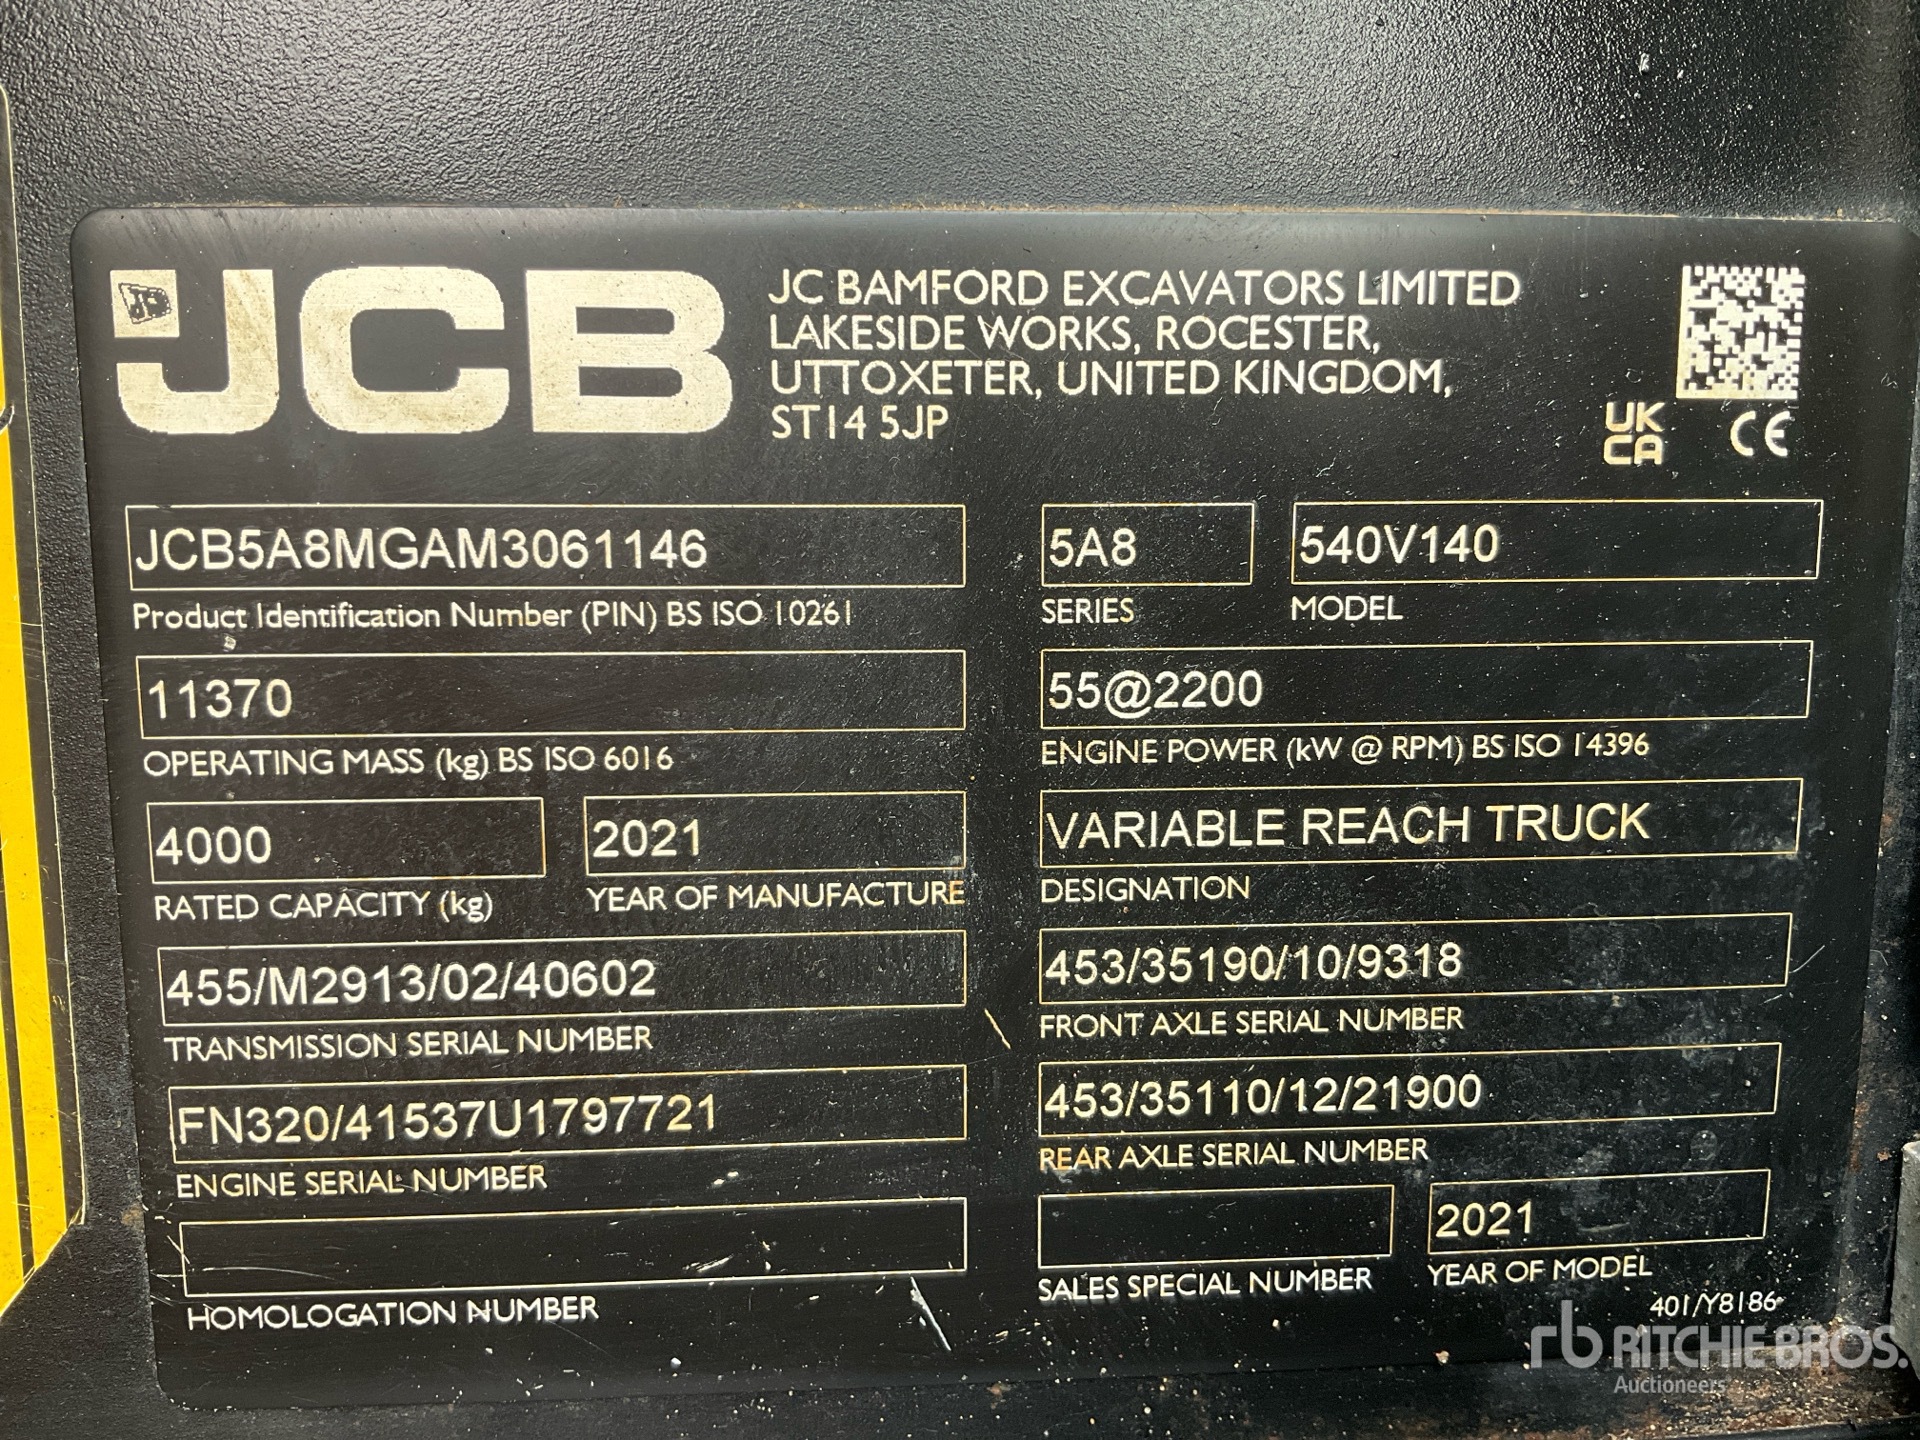 JCB
JC BAMFORD EXCAVATORS LIMITED
LAKESIDE WORKS, ROCESTER,
UTTOXETER, UNITED KINGDOM,
ST14 5JP
UK
CA
CE
JCB5A8MGAM3061146
Product Identification Number (PIN) BS ISO 10261
5A8
SERIES
540V140
MODEL
11370
OPERATING MASS (kg) BS ISO 6016
55@2200
ENGINE POWER (kW @ RPM) BS ISO 14396
4000
RATED CAPACITY (kg)
2021
YEAR OF MANUFACTURE
VARIABLE REACH TRUCK
DESIGNATION
455/M2913/02/40602
TRANSMISSION SERIAL NUMBER
453/35190/10/9318
FRONT AXLE SERIAL NUMBER
FN320/41537U1797721
ENGINE SERIAL NUMBER
453/35110/12/21900
REAR AXLE SERIAL NUMBER
HOMOLOGATION NUMBER
SALES SPECIAL NUMBER
2021
YEAR OF MODEL
401/Y8186
rb RITCHIE BROS.
Auctioneers